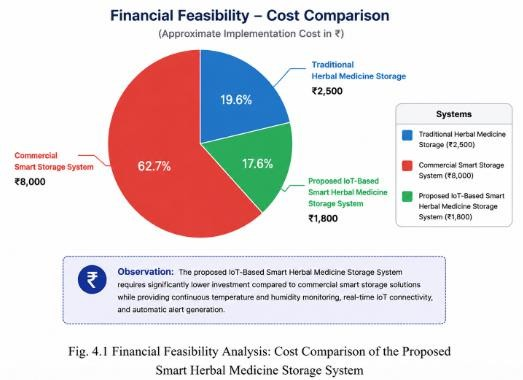 Financial Feasibility – Cost Comparison
(Approximate Implementation Cost in ₹)
Traditional
Herbal Medicine Storage
₹2,500
19.6%
62.7%
17.6%
Commercial
Smart Storage System
₹8,000
Proposed IoT-Based
Smart Herbal Medicine
Storage System
₹1,800
Systems
Traditional Herbal Medicine
Storage (₹2,500)
Commercial Smart Storage
System (₹8,000)
Proposed IoT-Based Smart
Herbal Medicine Storage
System (₹1,800)
₹
Observation: The proposed IoT-Based Smart Herbal Medicine Storage System
requires significantly lower investment compared to commercial smart storage solutions
while providing continuous temperature and humidity monitoring, real-time IoT connectivity,
and automatic alert generation.
Fig. 4.1 Financial Feasibility Analysis: Cost Comparison of the Proposed
Smart Herbal Medicine Storage System